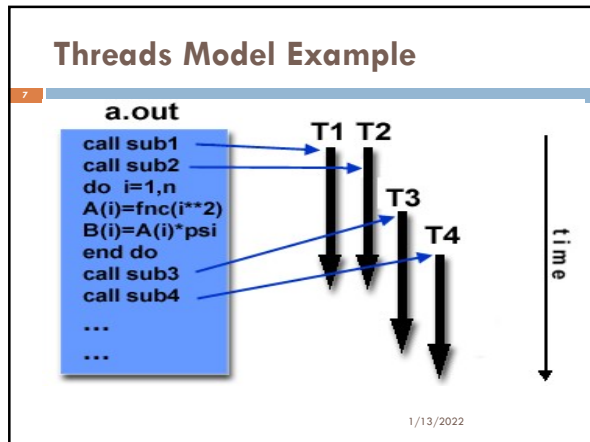 Threads Model Example
7
a.out
call sub1
call sub2
do i=1,n
A(i)=fnc(i**2)
B(i)=A(i)*psi
end do
call sub3
call sub4
...
...
T1 T2
T3
T4
time
1/13/2022